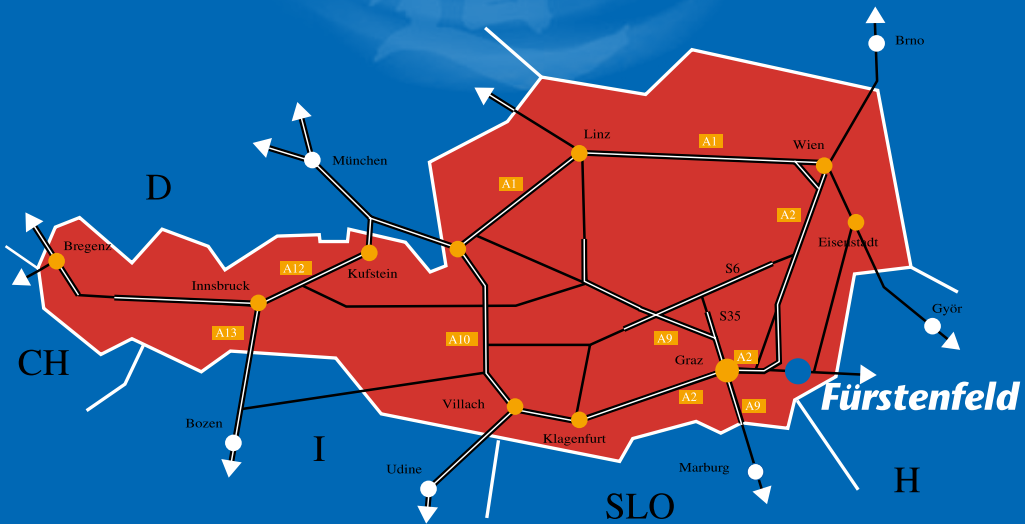 Brno
Linz
A1
Wien
München
D
A1
A2
Bregenz
Eisenstadt
A12
Kufstein
S6
Innsbruck
Györ
S35
A13
A10
A9
CH
Graz
A2
Fürstenfeld
Villach
A2
A9
Bozen
Klagenfurt
I
Udine
Marburg
H
SLO